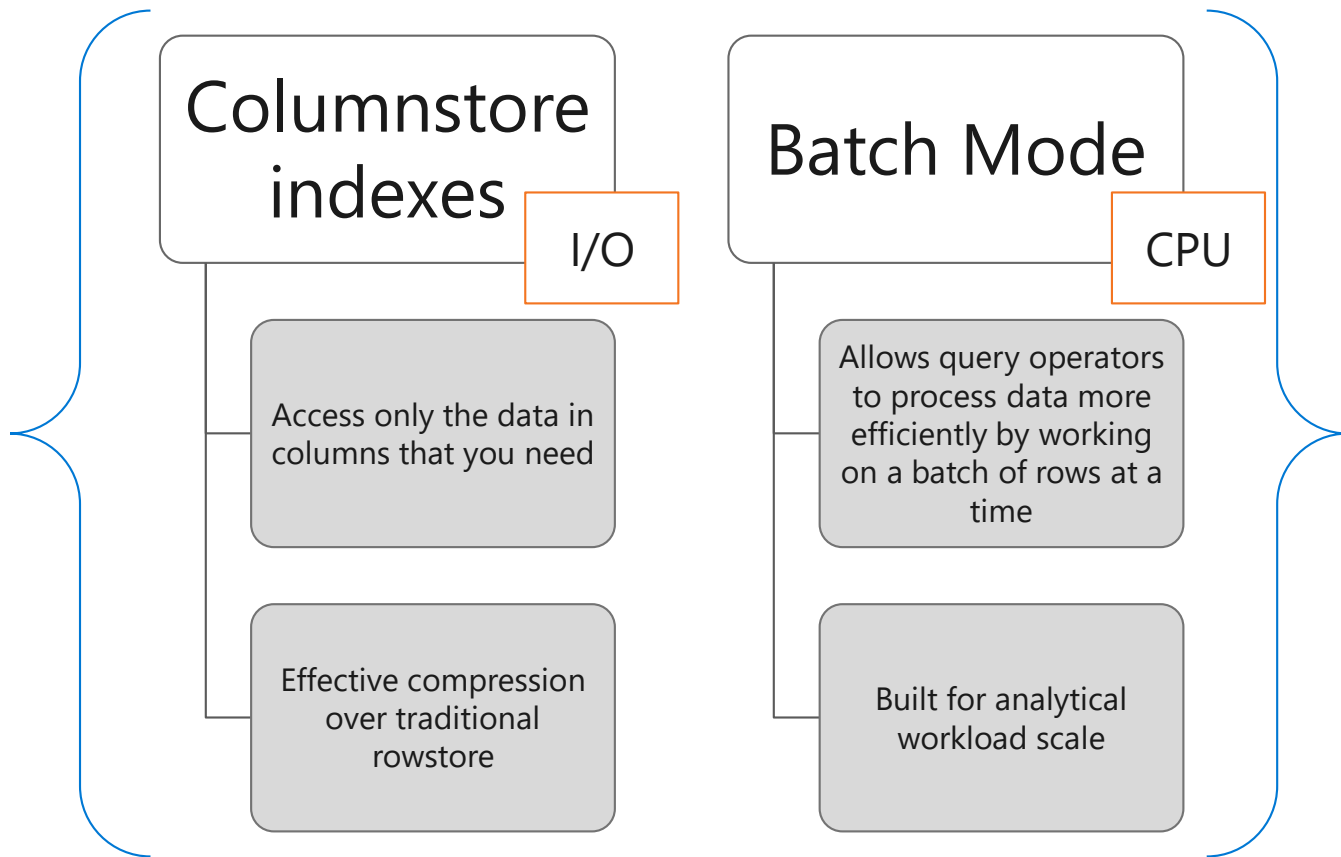 Columnstore
indexes
I/O
Access only the data in
columns that you need
Effective compression
over traditional
rowstore
Batch Mode
CPU
Allows query operators
to process data more
efficiently by working
on a batch of rows at a
time
Built for analytical
workload scale